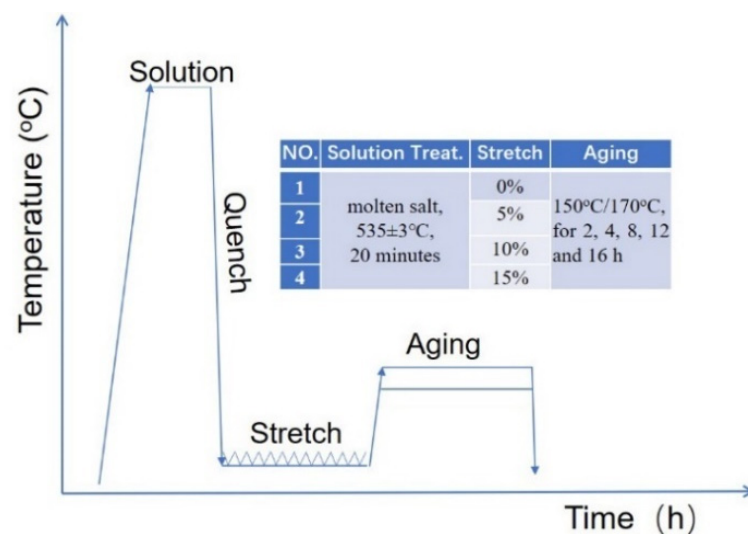 Temperature (°C)
Solution
Quench
Stretch
Aging
Time (h)
NO. Solution Treat. Stretch Aging
1 0%
2 5%
3 10%
4 15%
molten salt,
535±3℃,
20 minutes
150°C/170°C,
for 2, 4, 8, 12
and 16 h